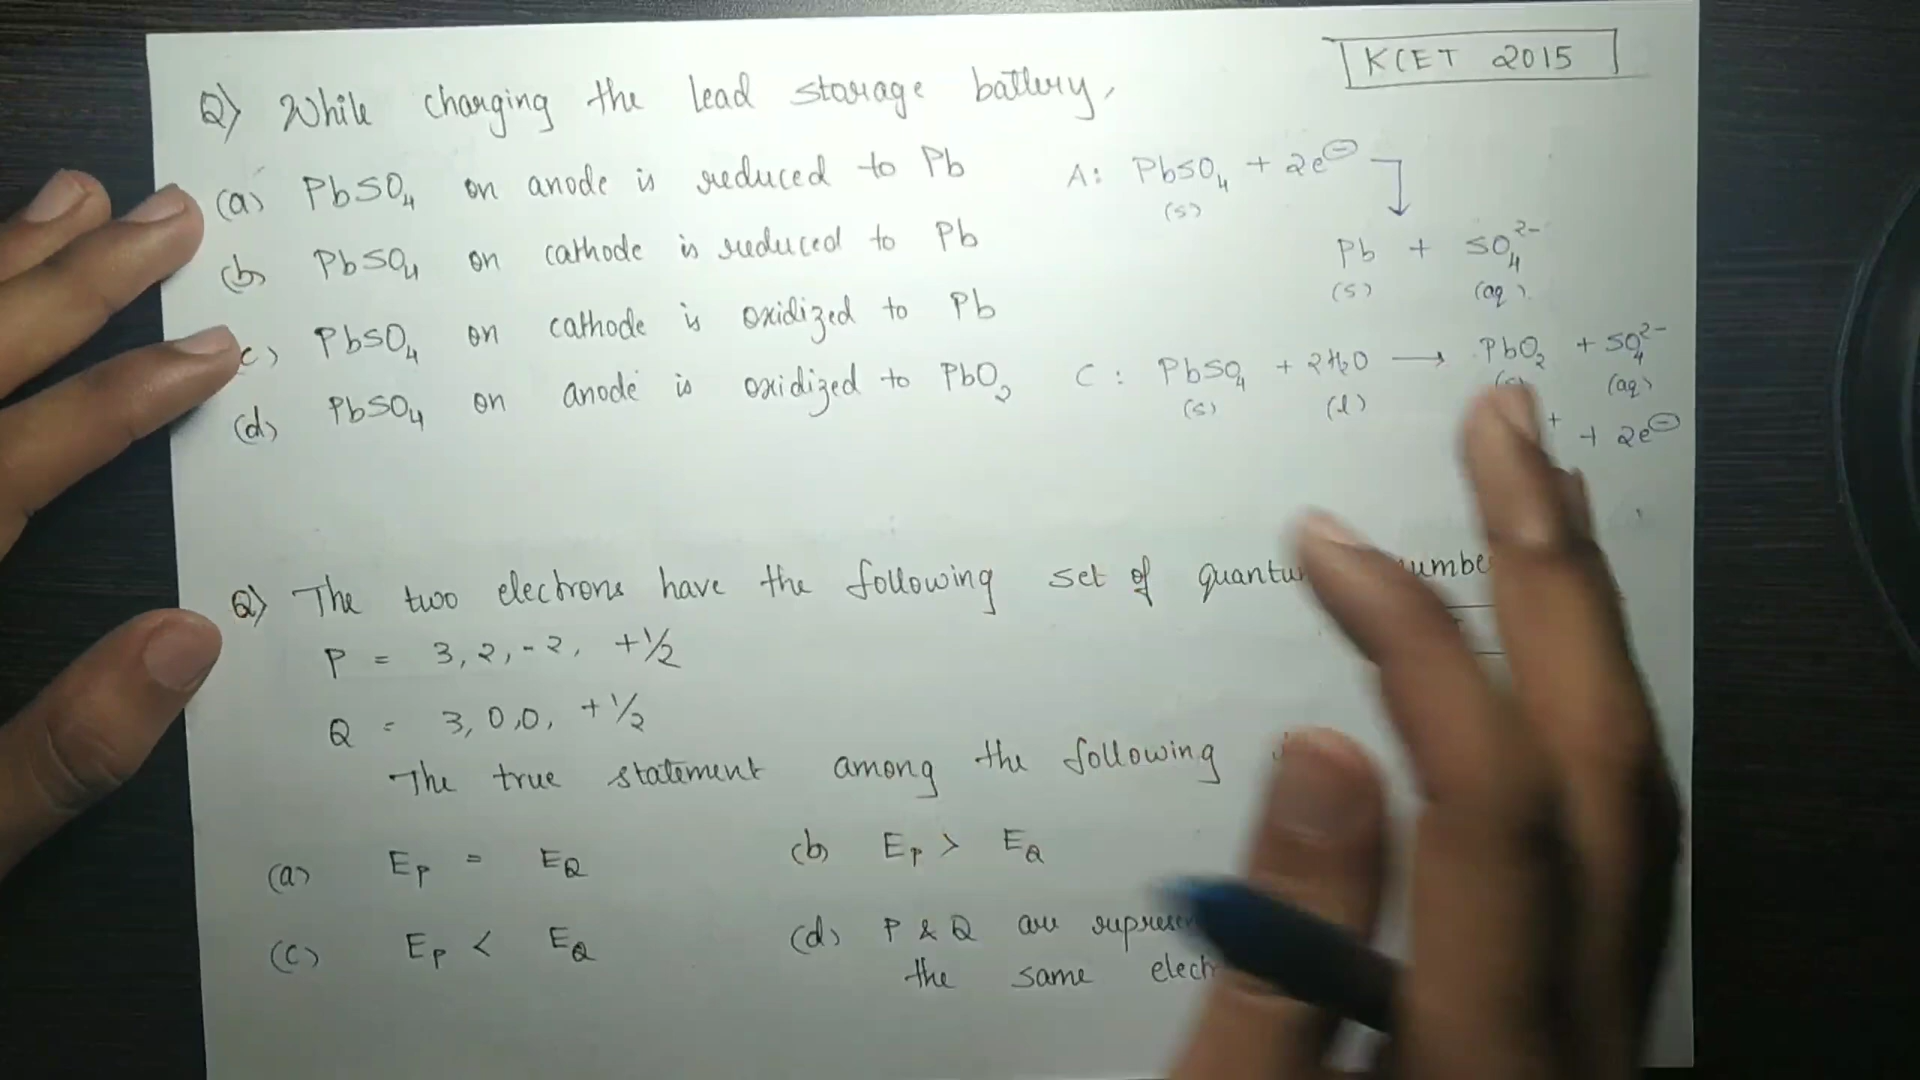 KCET 2015
Q) While charging the lead storage battery,
(a) PbSO4 on anode is reduced to Pb
(b) PbSO4 on cathode is reduced to Pb
(c) PbSO4 on cathode is oxidized to Pb
(d) PbSO4 on anode is oxidized to PbO2
A: PbSO4 + 2e⊖
(s)
Pb + SO4 2-
(s) (aq)
C: PbSO4 + 2H2O → PbO2 + SO4 2-
(s) (l) (aq)
+ + 2e⊖
Q) The two electrons have the following set of
P = 3, 2, -2, +1/2
Q = 3, 0, 0, +1/2
The true statement among the following
(a) EP = EQ
(b) EP > EQ
(c) EP < EQ
(d) P & Q are
the same